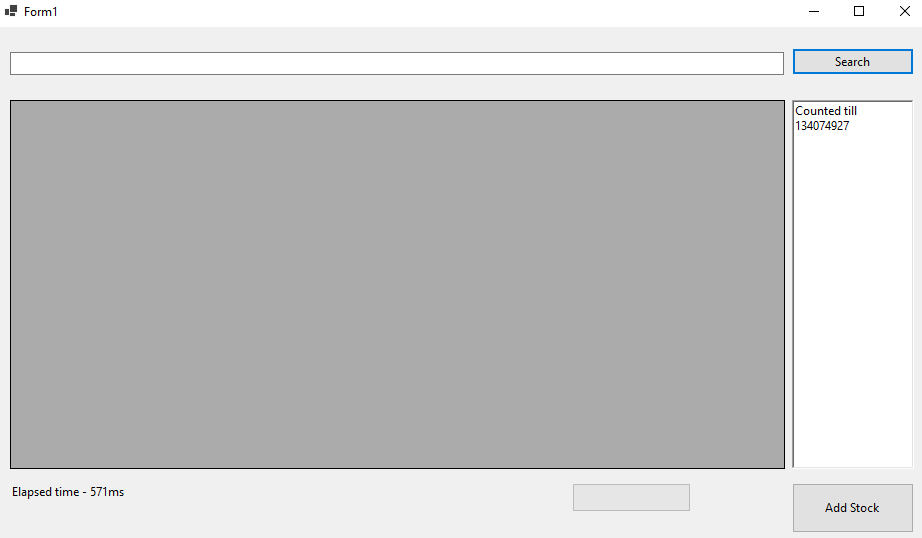 Form1
Search
Counted till
134074927
Elapsed time - 571ms
Add Stock